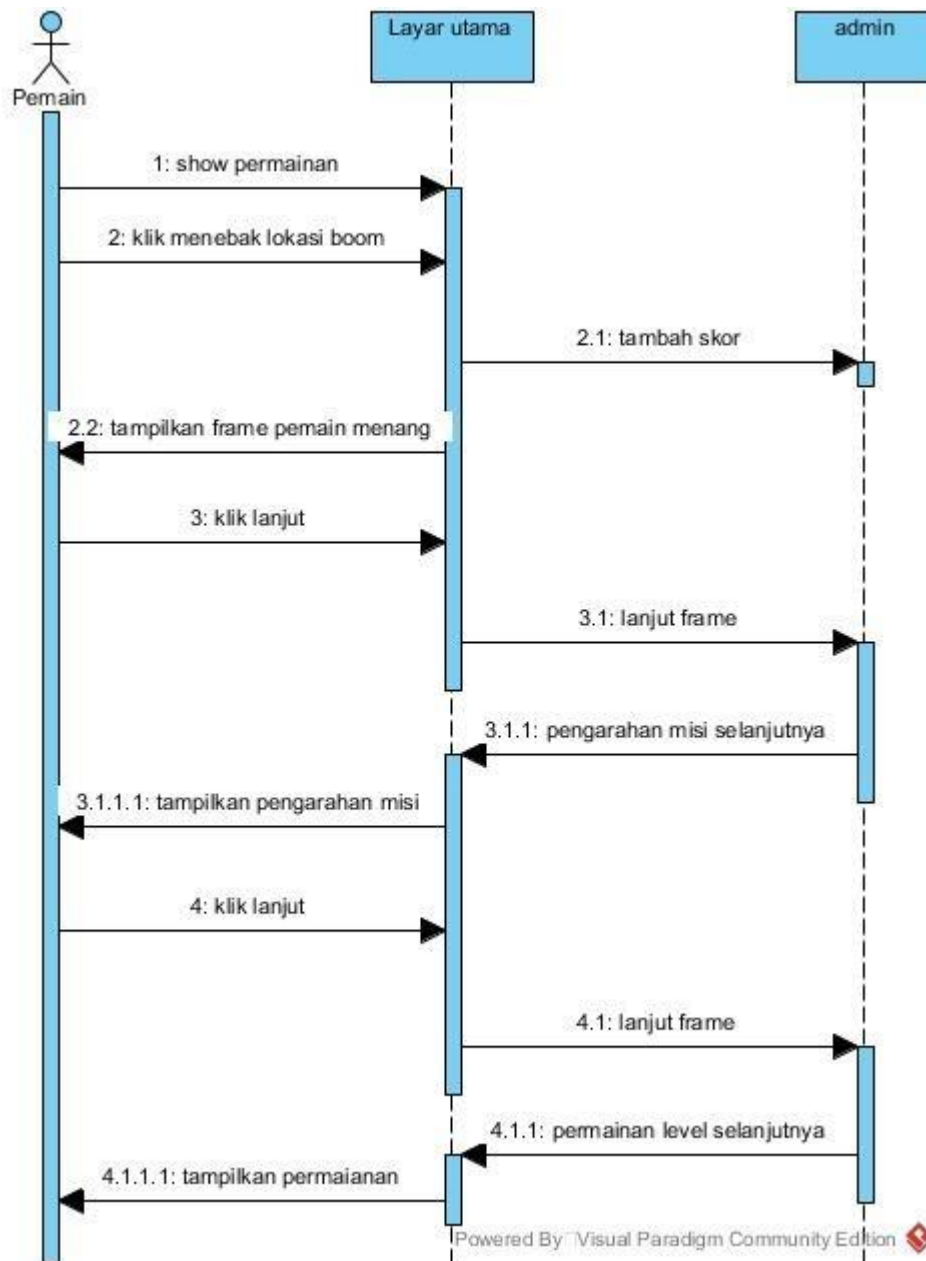 Layar utama
admin
Pemain
1: show permainan
2: klik menebak lokasi boom
2.1: tambah skor
2.2: tampilkan frame pemain menang
3: klik lanjut
3.1: lanjut frame
3.1.1: pengarahan misi selanjutnya
3.1.1.1: tampilkan pengarahan misi
4: klik lanjut
4.1: lanjut frame
4.1.1: permainan level selanjutnya
4.1.1.1: tampilkan permaianan
Powered By Visual Paradigm Community Edition